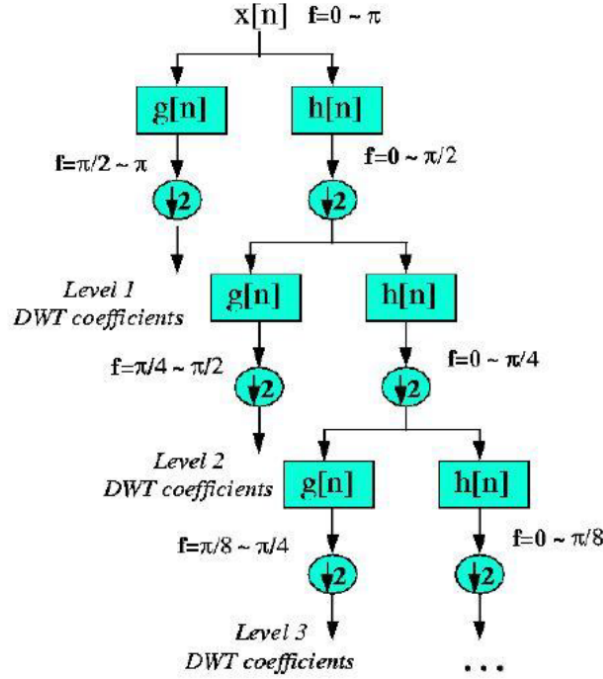 x[n] f=0 ~ π
g[n] h[n]
f=π/2 ~ π f=0 ~ π/2
↓2 ↓2
Level 1
DWT coefficients
g[n] h[n]
f=π/4 ~ π/2 f=0 ~ π/4
↓2 ↓2
Level 2
DWT coefficients
g[n] h[n]
f=π/8 ~ π/4 f=0 ~ π/8
↓2 ↓2
Level 3
DWT coefficients
...